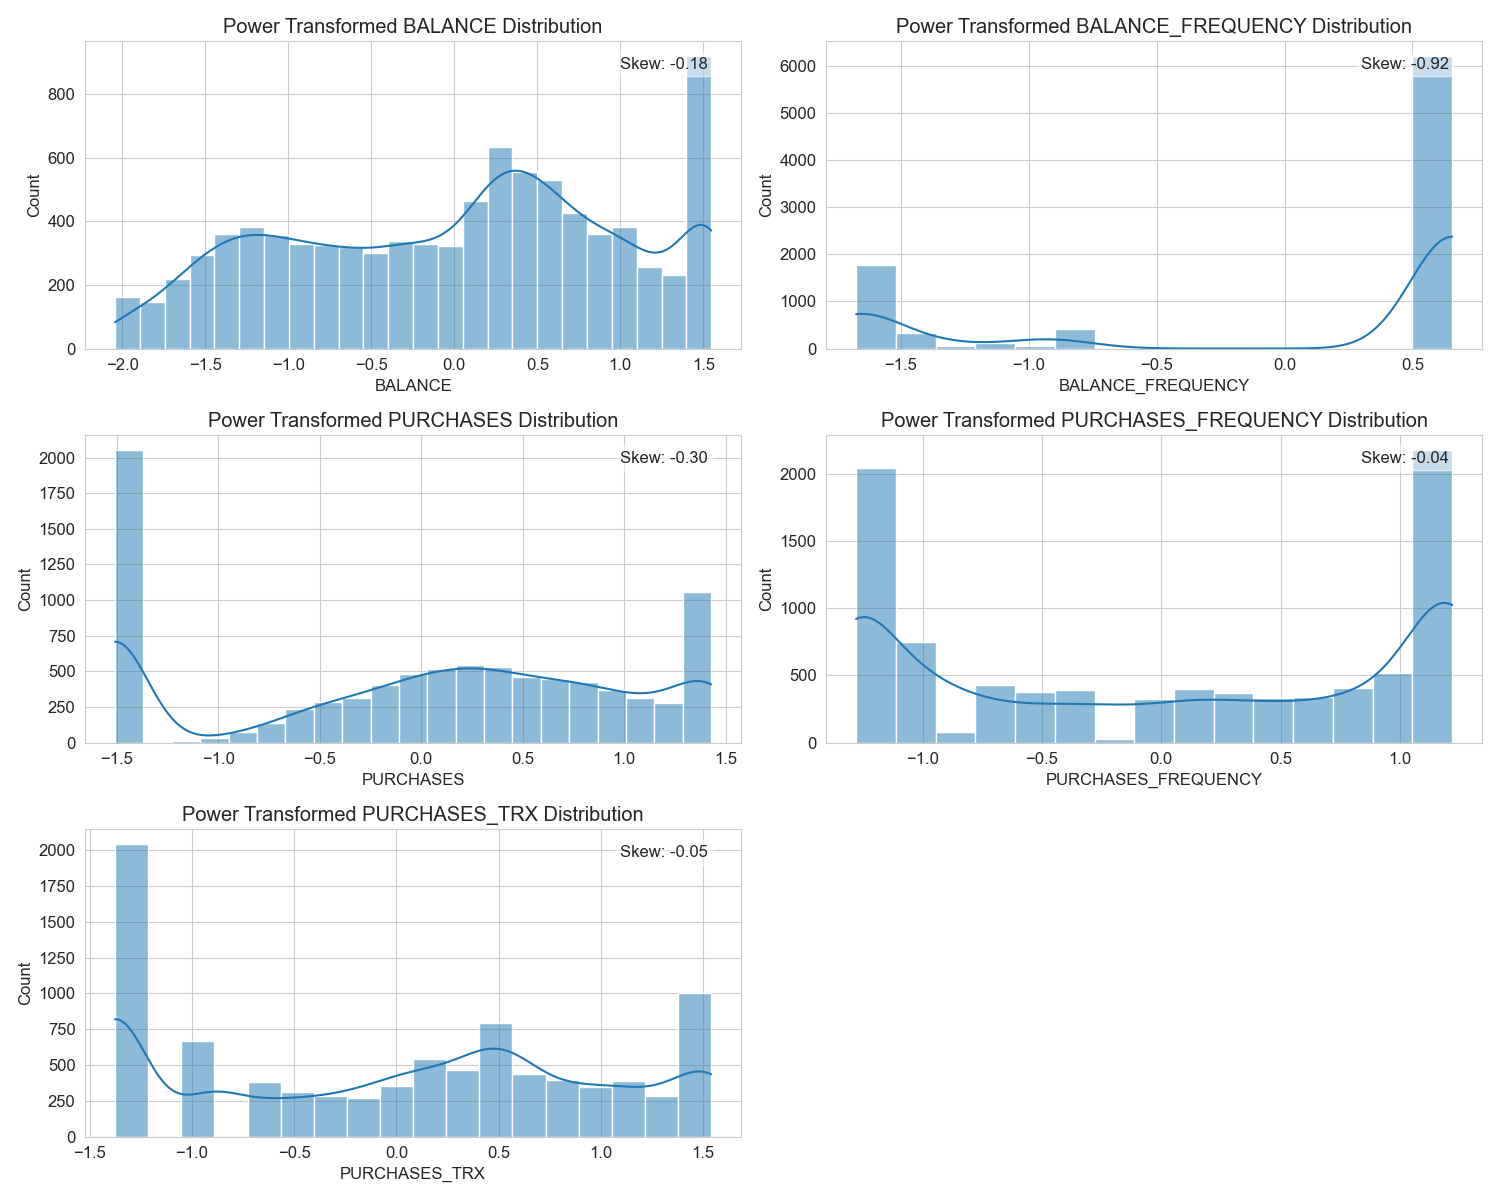 Power Transformed BALANCE Distribution
Skew: -0.18
Count
800
600
400
200
0
−2.0 −1.5 −1.0 −0.5 0.0 0.5 1.0 1.5
BALANCE
Power Transformed BALANCE_FREQUENCY Distribution
Skew: -0.92
Count
6000
5000
4000
3000
2000
1000
0
−1.5 −1.0 −0.5 0.0 0.5
BALANCE_FREQUENCY
Power Transformed PURCHASES Distribution
Skew: -0.30
Count
2000
1750
1500
1250
1000
750
500
250
0
−1.5 −1.0 −0.5 0.0 0.5 1.0 1.5
PURCHASES
Power Transformed PURCHASES_FREQUENCY Distribution
Skew: -0.04
Count
2000
1500
1000
500
0
−1.0 −0.5 0.0 0.5 1.0
PURCHASES_FREQUENCY
Power Transformed PURCHASES_TRX Distribution
Skew: -0.05
Count
2000
1750
1500
1250
1000
750
500
250
0
−1.5 −1.0 −0.5 0.0 0.5 1.0 1.5
PURCHASES_TRX